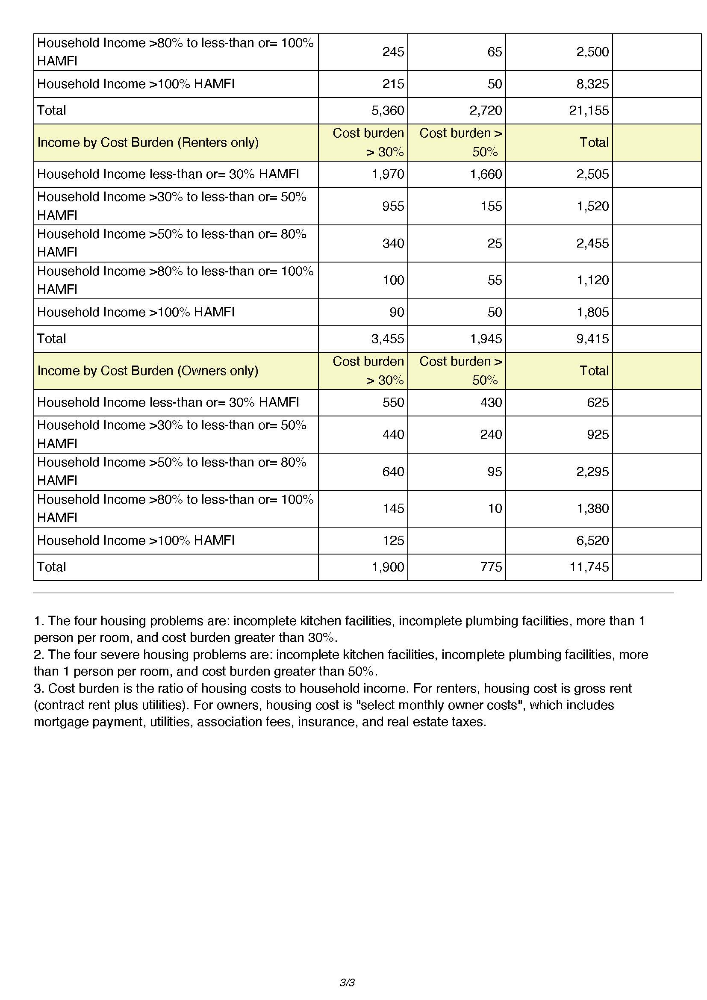 Household Income >80% to less-than or= 100%
HAMFI 245 65 2,500
Household Income >100% HAMFI 215 50 8,325
Total 5,360 2,720 21,155
Income by Cost Burden (Renters only) Cost burden > 30% Cost burden > 50% Total
Household Income less-than or= 30% HAMFI 1,970 1,660 2,505
Household Income >30% to less-than or= 50%
HAMFI 955 155 1,520
Household Income >50% to less-than or= 80%
HAMFI 340 25 2,455
Household Income >80% to less-than or= 100%
HAMFI 100 55 1,120
Household Income >100% HAMFI 90 50 1,805
Total 3,455 1,945 9,415
Income by Cost Burden (Owners only) Cost burden > 30% Cost burden > 50% Total
Household Income less-than or= 30% HAMFI 550 430 625
Household Income >30% to less-than or= 50%
HAMFI 440 240 925
Household Income >50% to less-than or= 80%
HAMFI 640 95 2,295
Household Income >80% to less-than or= 100%
HAMFI 145 10 1,380
Household Income >100% HAMFI 125 6,520
Total 1,900 775 11,745
1. The four housing problems are: incomplete kitchen facilities, incomplete plumbing facilities, more than 1
person per room, and cost burden greater than 30%.
2. The four severe housing problems are: incomplete kitchen facilities, incomplete plumbing facilities, more
than 1 person per room, and cost burden greater than 50%.
3. Cost burden is the ratio of housing costs to household income. For renters, housing cost is gross rent
(contract rent plus utilities). For owners, housing cost is "select monthly owner costs", which includes
mortgage payment, utilities, association fees, insurance, and real estate taxes.
3/3